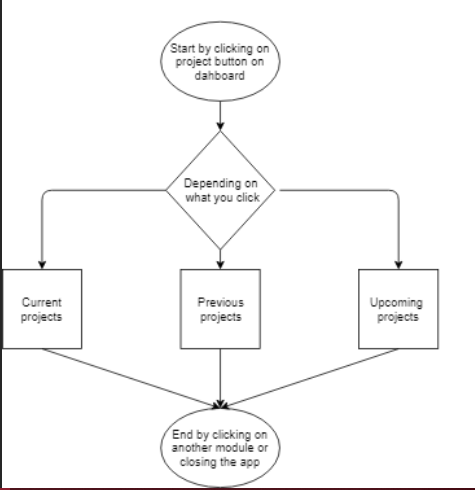 Start by clicking on
project button on
dahboard
Depending on
what you click
Current
projects
Previous
projects
Upcoming
projects
End by clicking on
another module or
closing the app